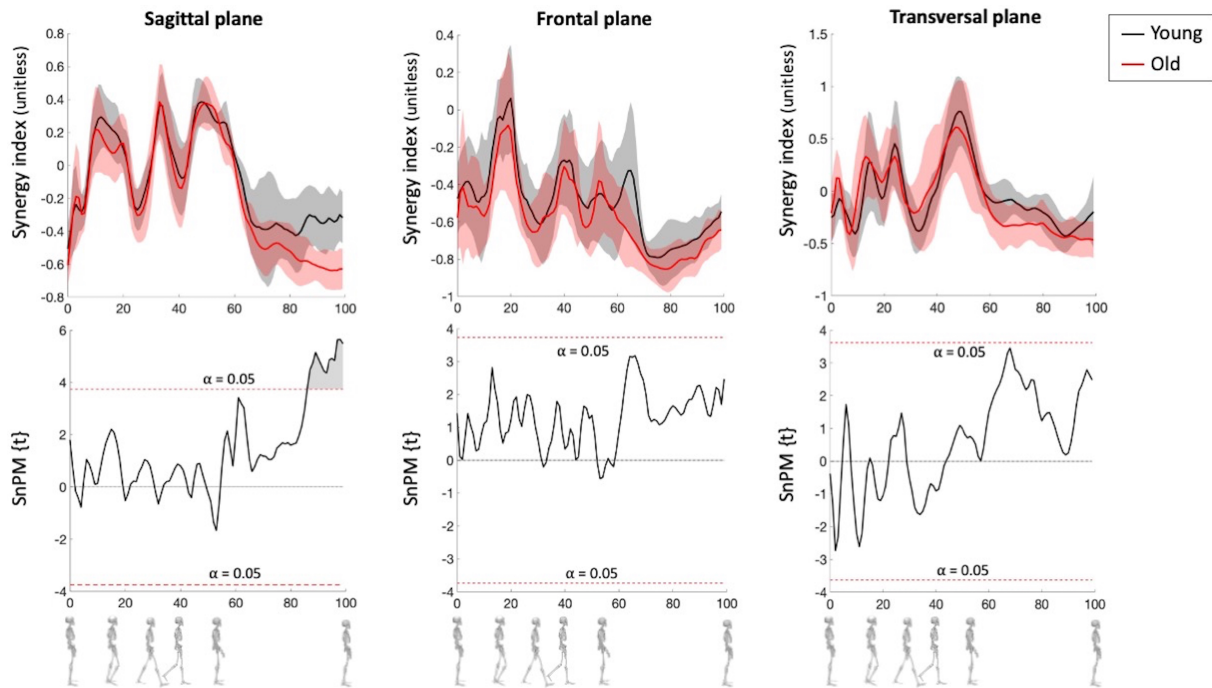 Sagittal plane
Frontal plane
Transversal plane
Young
Old
Synergy index (unitless)
0.8
0.6
0.4
0.2
0
-0.2
-0.4
-0.6
-0.8
0 20 40 60 80 100
Synergy index (unitless)
0.4
0.2
-0
-0.2
-0.4
-0.6
-0.8
-1
0 20 40 60 80 100
Synergy index (unitless)
1.5
1
0.5
0
-0.5
-1
0 20 40 60 80 100
SnPM {t}
6
4
2
0
-2
-4
α = 0.05
α = 0.05
0 20 40 60 80 100
SnPM {t}
4
3
2
1
0
-1
-2
-3
-4
α = 0.05
α = 0.05
0 20 40 60 80 100
SnPM {t}
4
3
2
1
0
-1
-2
-3
-4
α = 0.05
α = 0.05
0 20 40 60 80 100